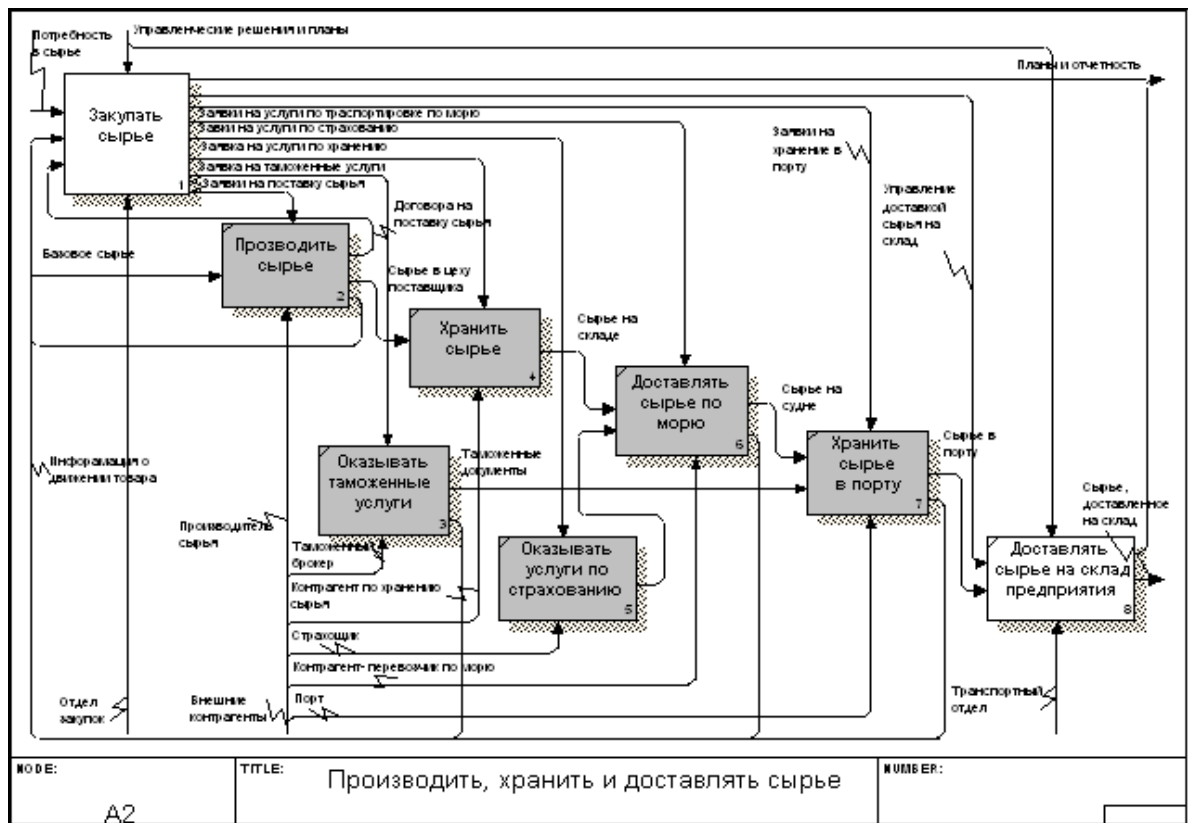 Потребность
в сырье
Управленческие решения и планы
Планы и отчетность
Закупать
сырье
1
Заявки на услуги по траспортировке по морю
Завки на услуги по страхованию
Заявка на услуги по хранению
Заявка на таможенные услуги
Заявки на поставку сырья
Заявки на
хранение в
порту
Управление
доставкой
сырья на
склад
Договора на
поставку сырья
Базовое сырье
Прозводить
сырье
2
Сырье в цеху
поставщика
Хранить
сырье
4
Сырье на
складе
Доставлять
сырье по
морю
6
Сырье на
судне
Хранить
сырье
в порту
7
Сырье в
порту
Информация о
движении товара
Оказывать
таможенные
услуги
3
Таможенные
документы
Сырье,
доставленное
на склад
Производитель
сырья
Таможенный
брокер
Оказывать
услуги по
страхованию
5
Доставлять
сырье на склад
предприятия
8
Контрагент по хранению
сырья
Страховщик
Контрагент-перевозчик по морю
Отдел
закупок
Внешние
контрагенты
Порт
Транспортный
отдел
NODE:
A2
TITLE:
Производить, хранить и доставлять сырье
NUMBER: